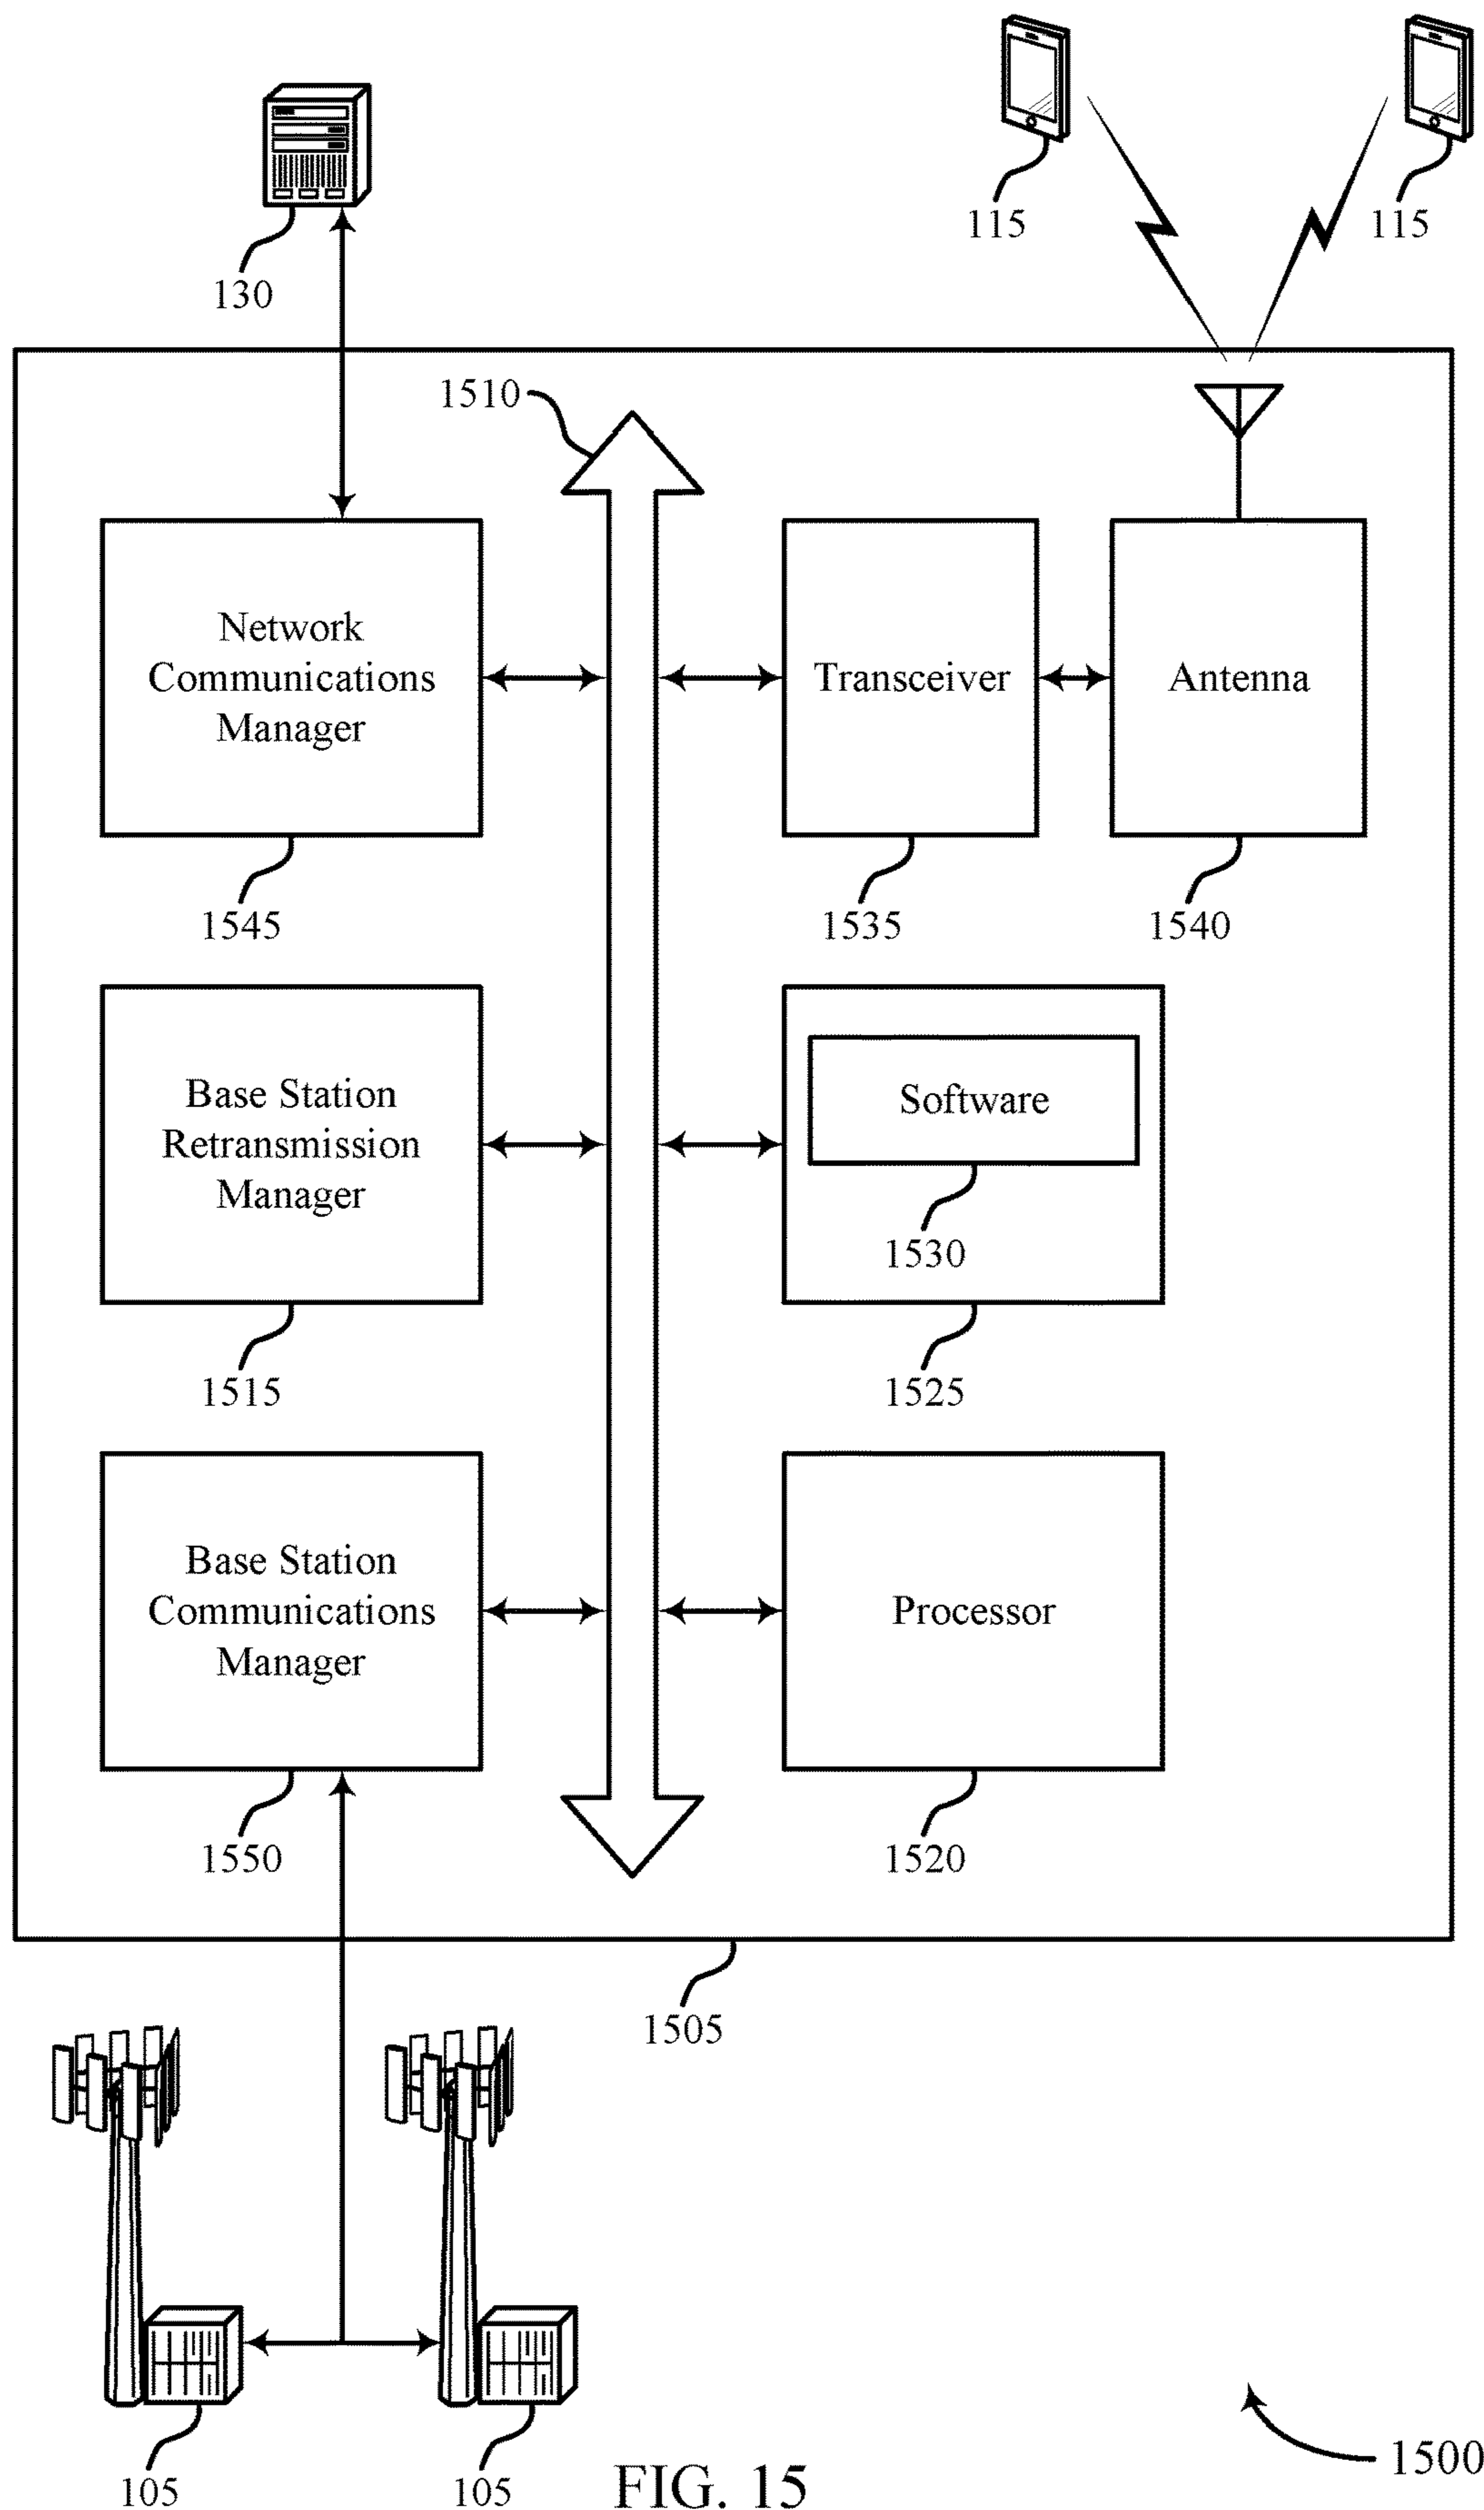 115
115
130
1510
Network
Communications
Manager
Transceiver
Antenna
1545
1535
1540
Base Station
Retransmission
Manager
Software
1530
1515
1525
Base Station
Communications
Manager
Processor
1550
1520
1505
105
105
FIG. 15
1500